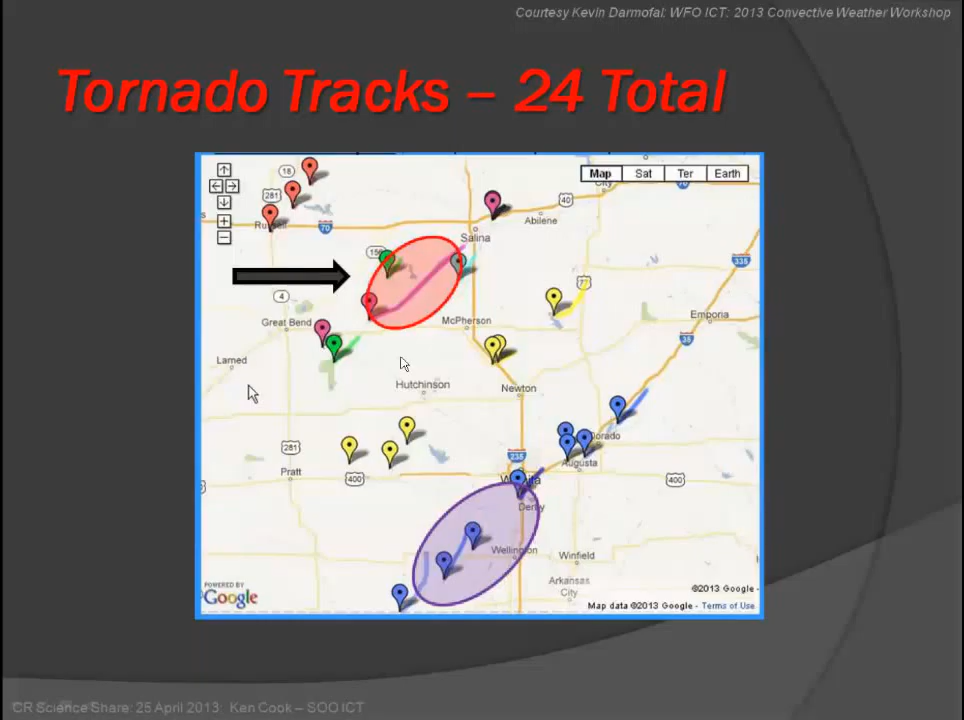 Courtesy Kevin Darmofal: WFO ICT: 2013 Convective Weather Workshop
Tornado Tracks – 24 Total
Map Sat Ter Earth
18
281
40
City
70
Abilene
70
Salina
156
335
4
77
Great Bend
McPherson
Emporia
35
Larned
Hutchinson
Newton
281
235
Augusta
Pratt
400
400
Derby
Wellington
Winfield
Arkansas
City
POWERED BY
Google
©2013 Google -
Map data ©2013 Google - Terms of Use
CR Science Share: 25 April 2013: Ken Cook – SOO ICT